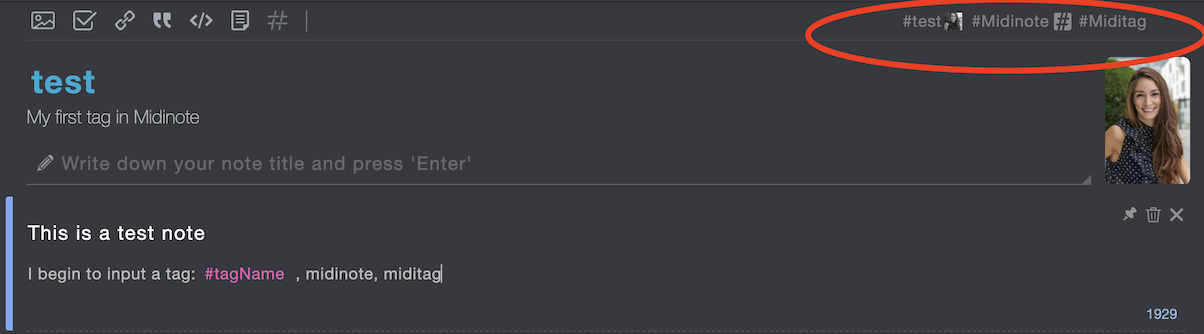 #test #Midinote #Miditag
test
My first tag in Midinote
Write down your note title and press 'Enter'
This is a test note
I begin to input a tag: #tagName , midinote, miditag
1929